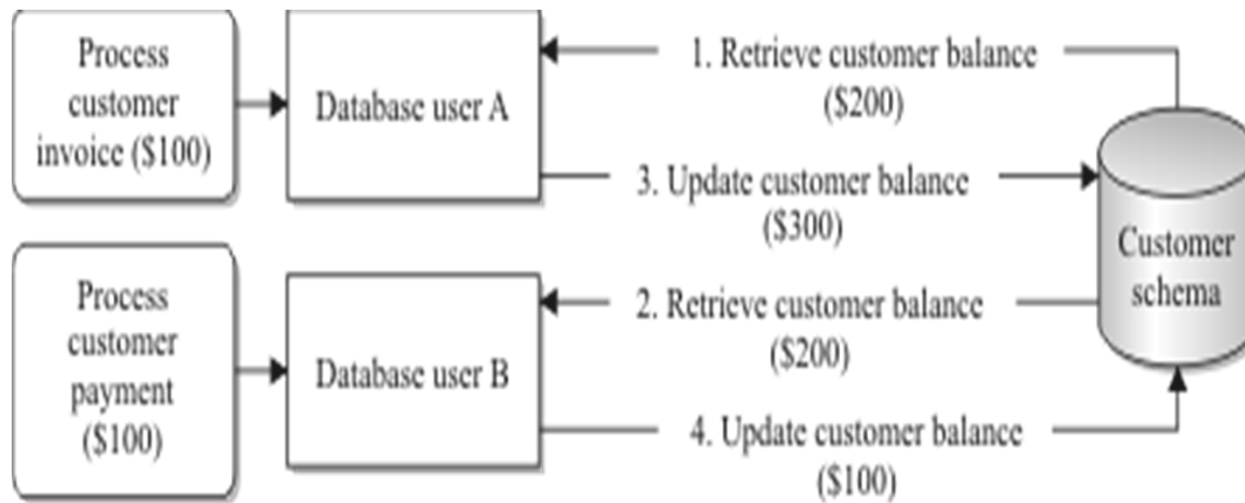 Process
customer
invoice ($100)
Database user A
1. Retrieve customer balance
($200)
3. Update customer balance
($300)
Customer
schema
Process
customer
payment
($100)
Database user B
2. Retrieve customer balance
($200)
4. Update customer balance
($100)